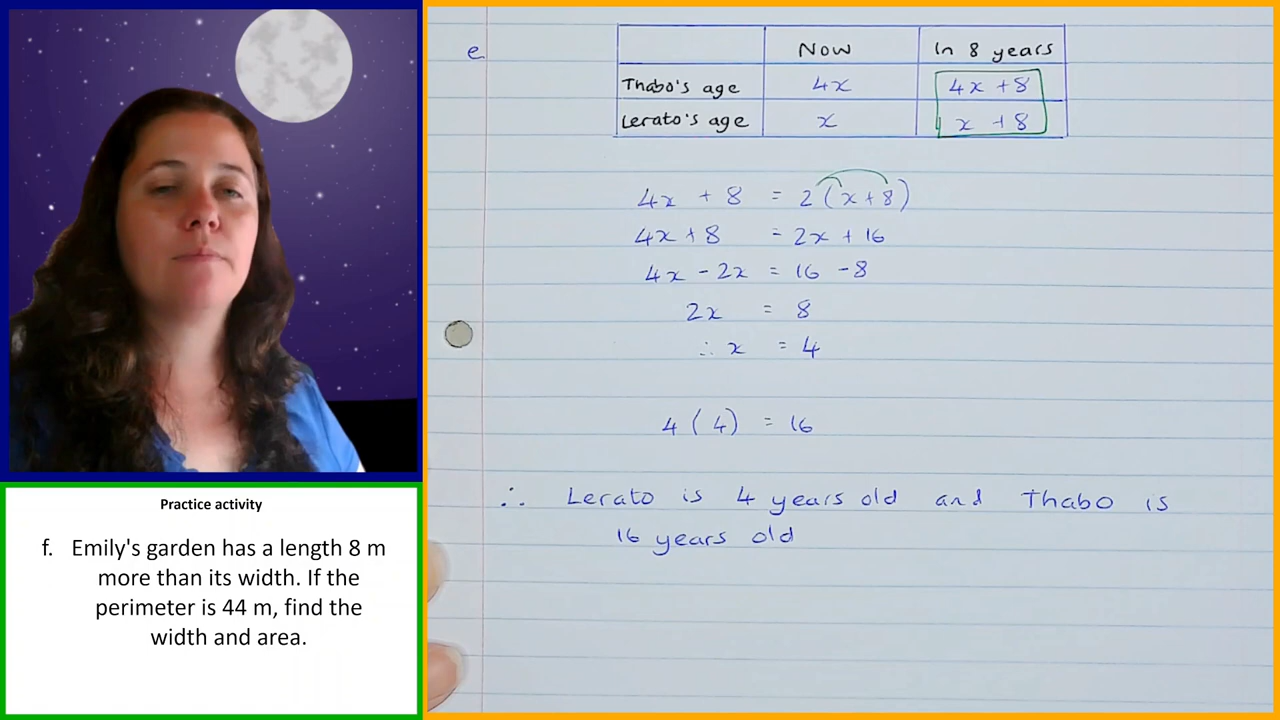 Practice activity
f. Emily's garden has a length 8 m
more than its width. If the
perimeter is 44 m, find the
width and area.
e
Now In 8 years
Thabo's age 4x 4x + 8
Lerato's age x x + 8
4x + 8 = 2(x + 8)
4x + 8 = 2x + 16
4x - 2x = 16 - 8
2x = 8
∴ x = 4
4(4) = 16
∴ Lerato is 4 years old and Thabo is
16 years old